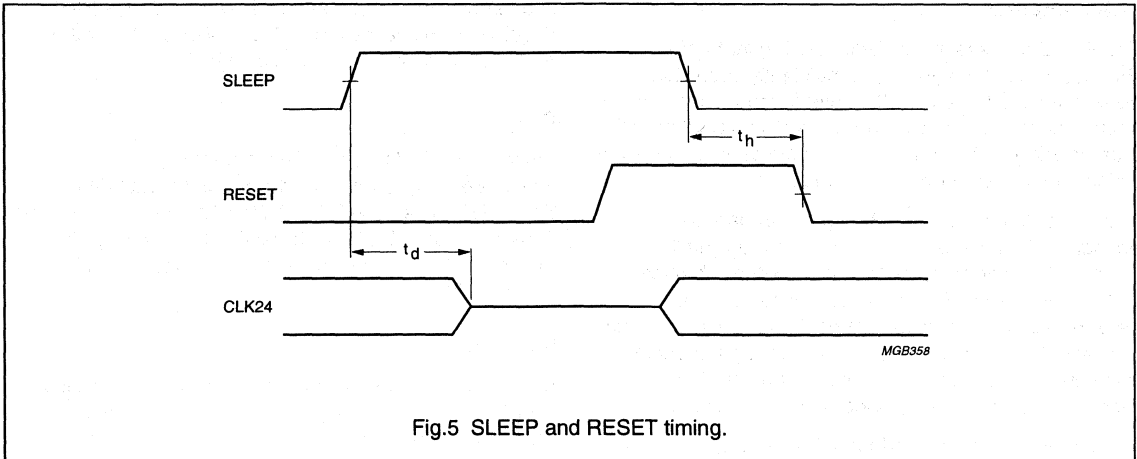 SLEEP
t_h
RESET
t_d
CLK24
MGB358
Fig.5 SLEEP and RESET timing.